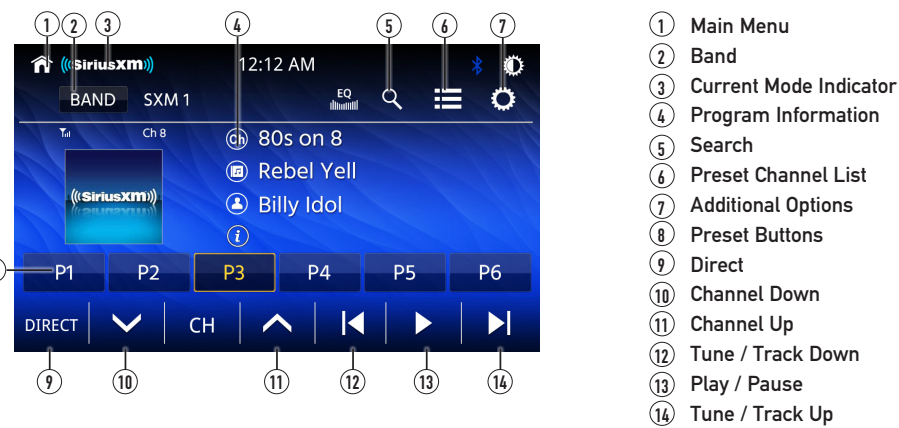 1 2 3 4 5 6 7
((SiriusXM)) 12:12 AM
BAND SXM 1 EQ
Ch 8
Ch 80s on 8
Rebel Yell
((SiriusXM))
Billy Idol
i
P1 P2 P3 P4 P5 P6
DIRECT CH
9 10 11 12 13 14
1 Main Menu
2 Band
3 Current Mode Indicator
4 Program Information
5 Search
6 Preset Channel List
7 Additional Options
8 Preset Buttons
9 Direct
10 Channel Down
11 Channel Up
12 Tune / Track Down
13 Play / Pause
14 Tune / Track Up